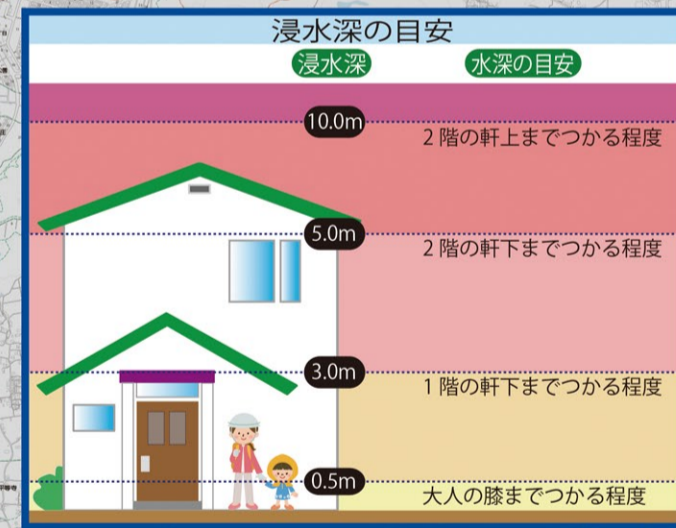 浸水深の目安
浸水深 水深の目安
10.0m
2階の軒上までつかる程度
5.0m
2階の軒下までつかる程度
3.0m
1階の軒下までつかる程度
0.5m
大人の膝までつかる程度